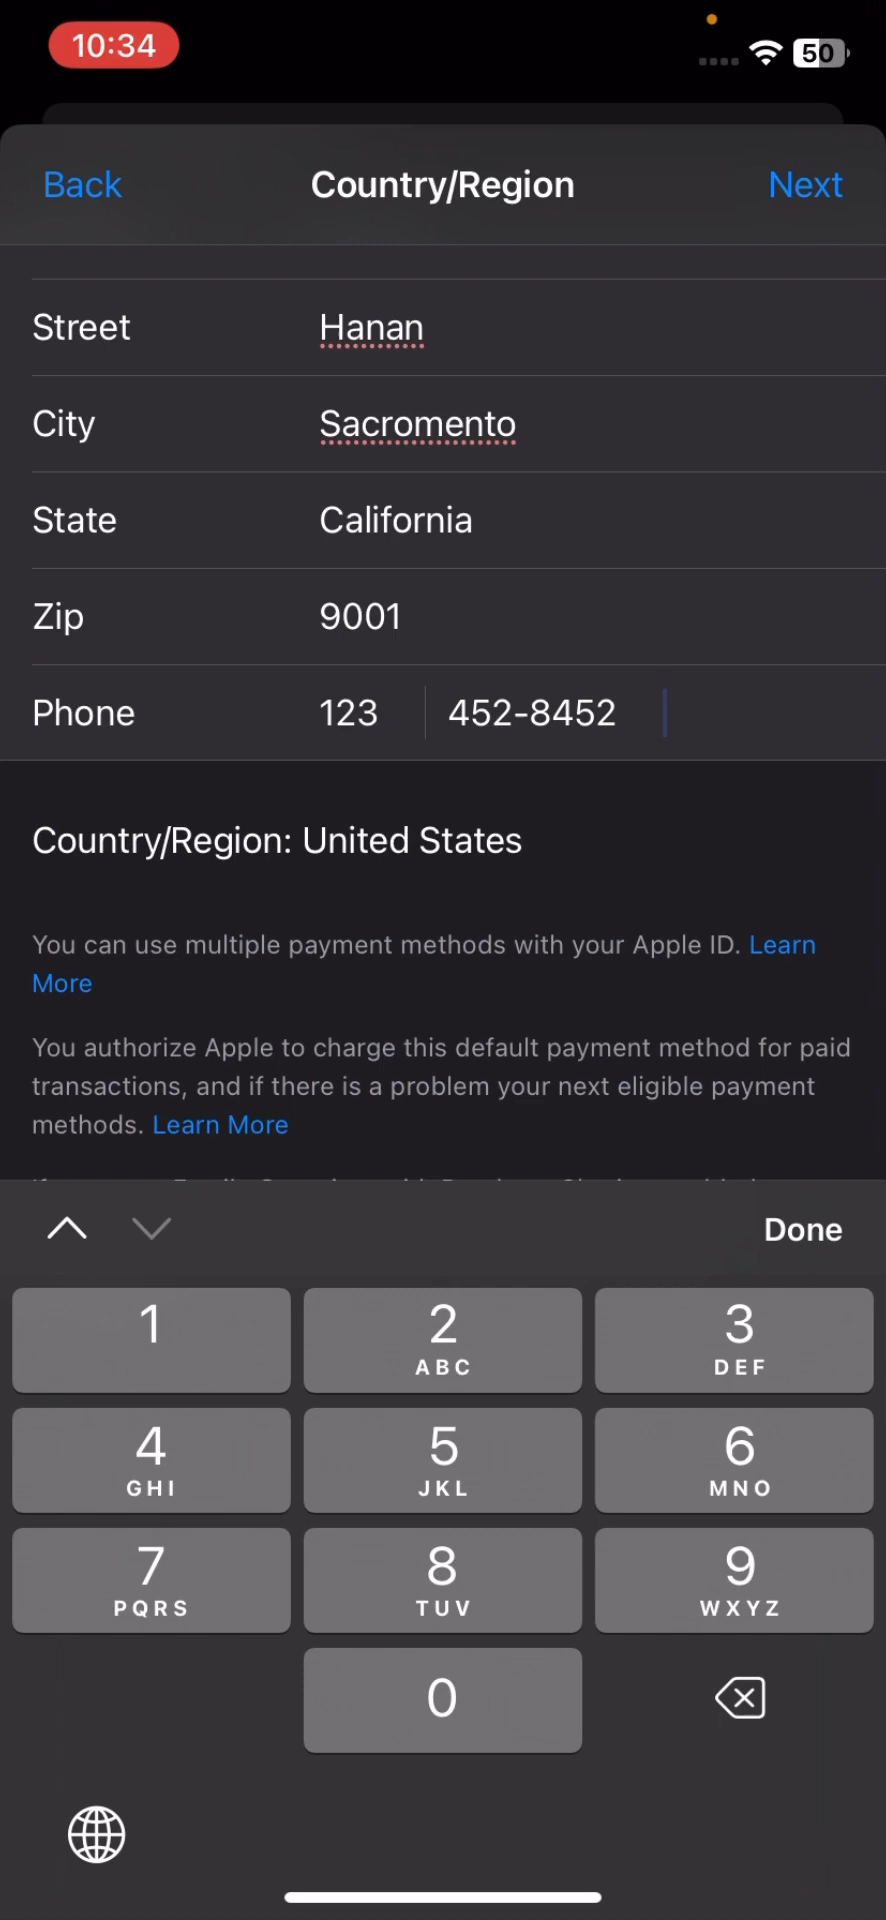 10:34
50
Back Country/Region Next
Street Hanan
City Sacromento
State California
Zip 9001
Phone 123 452-8452
Country/Region: United States
You can use multiple payment methods with your Apple ID. Learn
More
You authorize Apple to charge this default payment method for paid
transactions, and if there is a problem your next eligible payment
methods. Learn More
Done
1 2 3
ABC DEF
4 5 6
GHI JKL MNO
7 8 9
PQRS TUV WXYZ
0